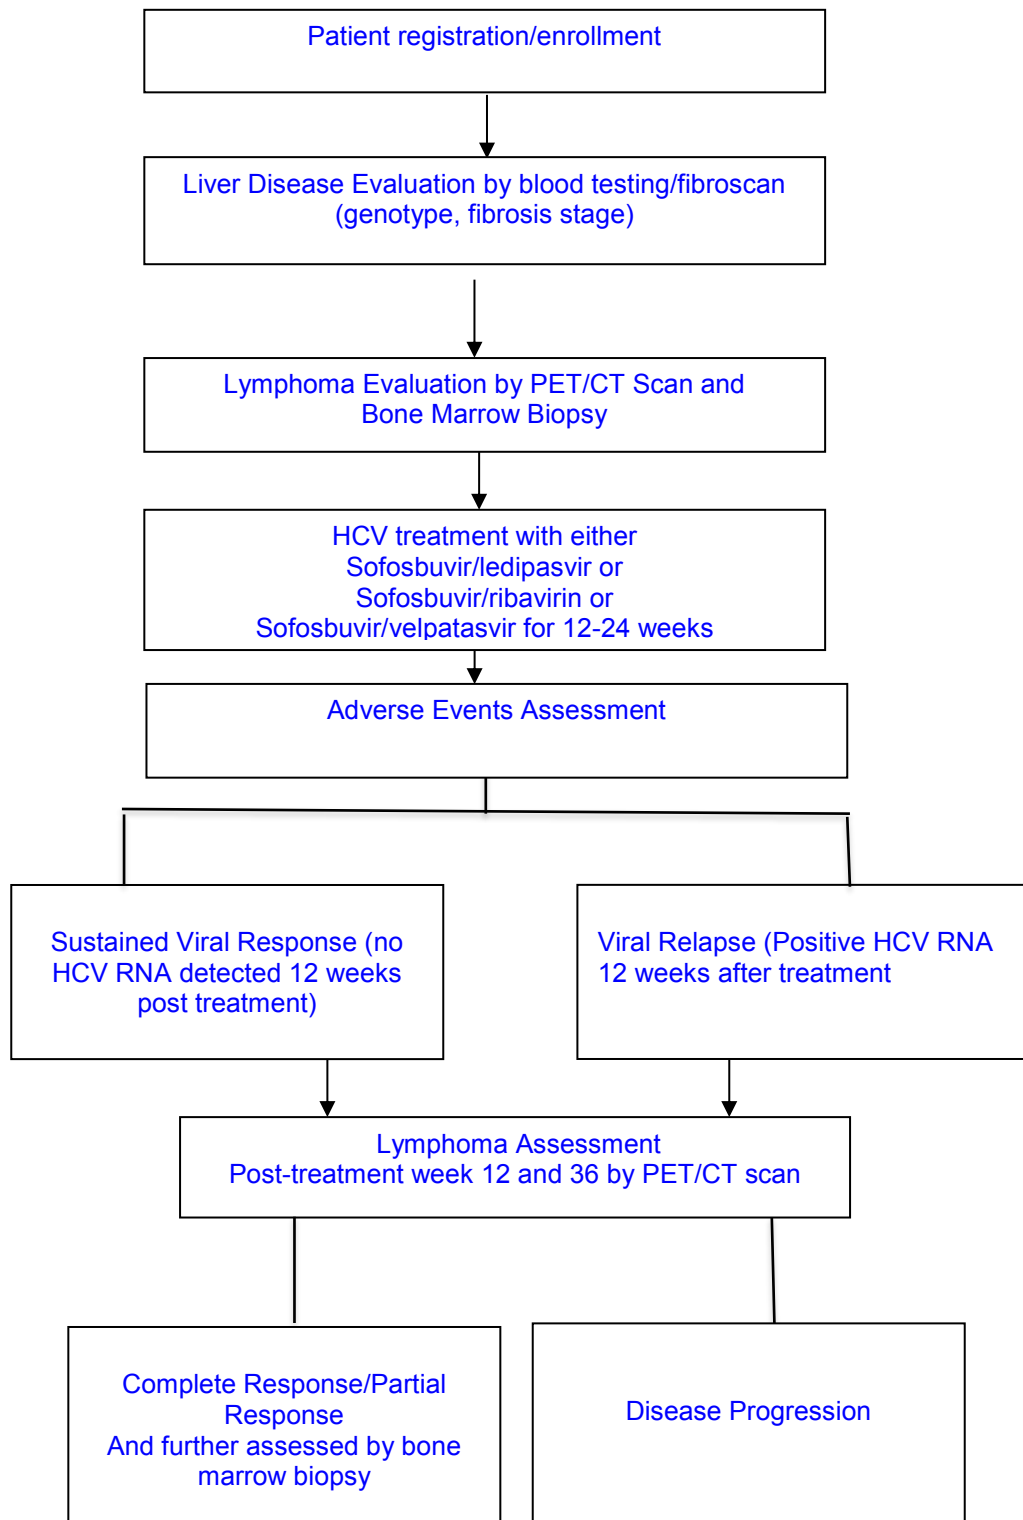 Patient registration/enrollment
Liver Disease Evaluation by blood testing/fibroscan
(genotype, fibrosis stage)
Lymphoma Evaluation by PET/CT Scan and
Bone Marrow Biopsy
HCV treatment with either
Sofosbuvir/ledipasvir or
Sofosbuvir/ribavirin or
Sofosbuvir/velpatasvir for 12-24 weeks
Adverse Events Assessment
Sustained Viral Response (no
HCV RNA detected 12 weeks
post treatment)
Viral Relapse (Positive HCV RNA
12 weeks after treatment
Lymphoma Assessment
Post-treatment week 12 and 36 by PET/CT scan
Complete Response/Partial
Response
And further assessed by bone
marrow biopsy
Disease Progression